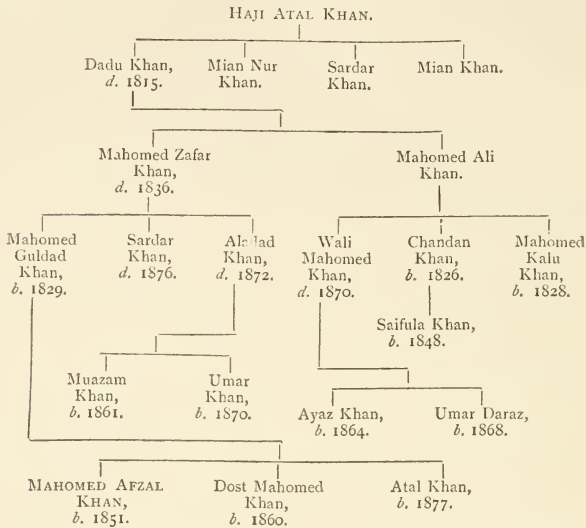 HAJI ATAL KHAN.
Dadu Khan,
d. 1815.
Mian Nur
Khan.
Sardar
Khan.
Mian Khan.
Mahomed Zafar
Khan,
d. 1836.
Mahomed Ali
Khan.
Mahomed
Guldad
Khan,
b. 1829.
Sardar
Khan,
d. 1876.
Khan,
d. 1872.
Wali
Mahomed
Khan,
d. 1870.
Chandan
Khan,
b. 1826.
Mahomed
Kalu
Khan,
b. 1828.
Saifula Khan,
b. 1848.
Muazam
Khan,
b. 1861.
Umar
Khan,
b. 1870.
Ayaz Khan,
b. 1864.
Umar Daraz,
b. 1868.
MAHOMED AFZAL
KHAN,
b. 1851.
Dost Mahomed
Khan,
b. 1860.
Atal Khan,
b. 1877.